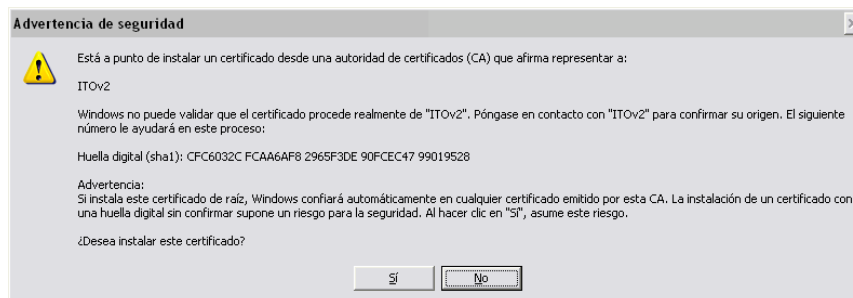 Advertencia de seguridad
Está a punto de instalar un certificado desde una autoridad de certificados (CA) que afirma representar a:
ITOv2
Windows no puede validar que el certificado procede realmente de "ITOv2". Póngase en contacto con "ITOv2" para confirmar su origen. El siguiente
número le ayudará en este proceso:
Huella digital (sha1): CFC6032C FCAA6AF8 2965F3DE 90FCEC47 99019528
Advertencia:
Si instala este certificado de raíz, Windows confiará automáticamente en cualquier certificado emitido por esta CA. La instalación de un certificado con
una huella digital sin confirmar supone un riesgo para la seguridad. Al hacer clic en "Sí", asume este riesgo.
¿Desea instalar este certificado?
Sí No